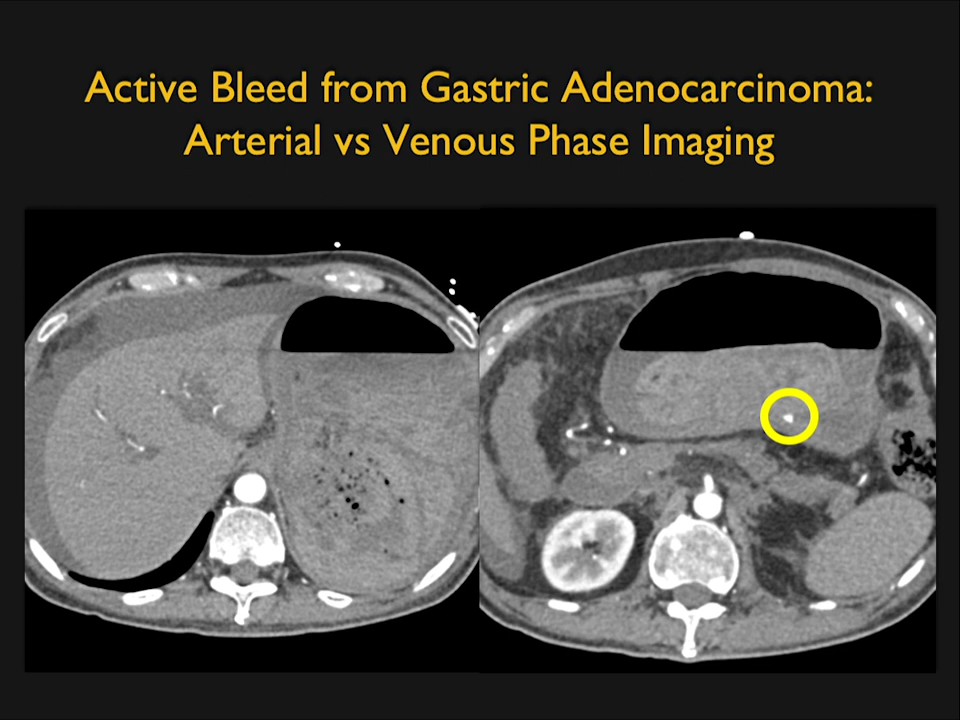 Active Bleed from Gastric Adenocarcinoma:
Arterial vs Venous Phase Imaging